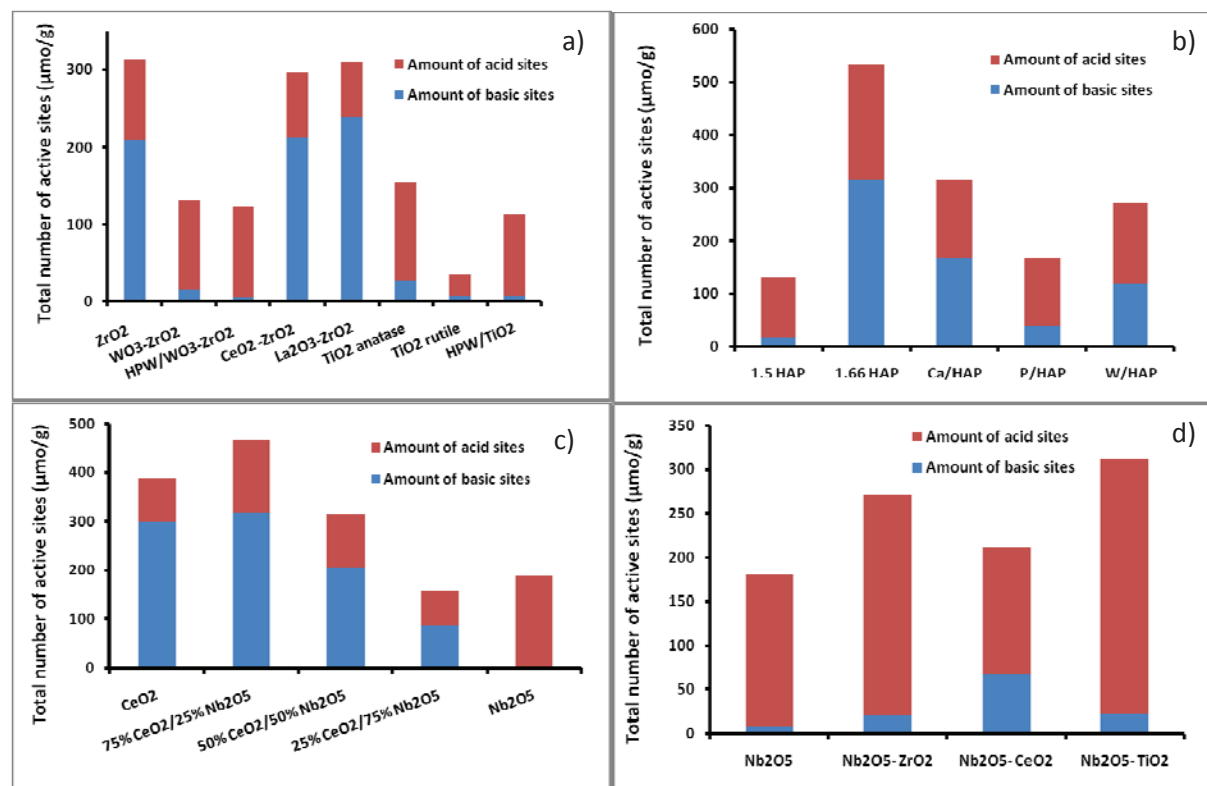 a)
Total number of active sites (μmo/g)
Amount of acid sites
Amount of basic sites
300
200
100
0
ZrO2
WO3-ZrO2
HPW/WO3-ZrO2
CeO2 -ZrO2
La2O3-ZrO2
TiO2 anatase
TiO2 rutile
HPW/TiO2
b)
Total number of active sites (μmo/g)
Amount of acid sites
Amount of basic sites
600
500
400
300
200
100
0
1.5 HAP
1.66 HAP
Ca/HAP
P/HAP
W/HAP
c)
Total number of active sites (μmo/g)
Amount of acid sites
Amount of basic sites
500
400
300
200
100
0
CeO2
75% CeO2/25% Nb2O5
50% CeO2/50% Nb2O5
25% CeO2/75% Nb2O5
Nb2O5
d)
Total number of active sites (μmo/g)
Amount of acid sites
Amount of basic sites
350
300
250
200
150
100
50
0
Nb2O5
Nb2O5- ZrO2
Nb2O5- CeO2
Nb2O5- TiO2